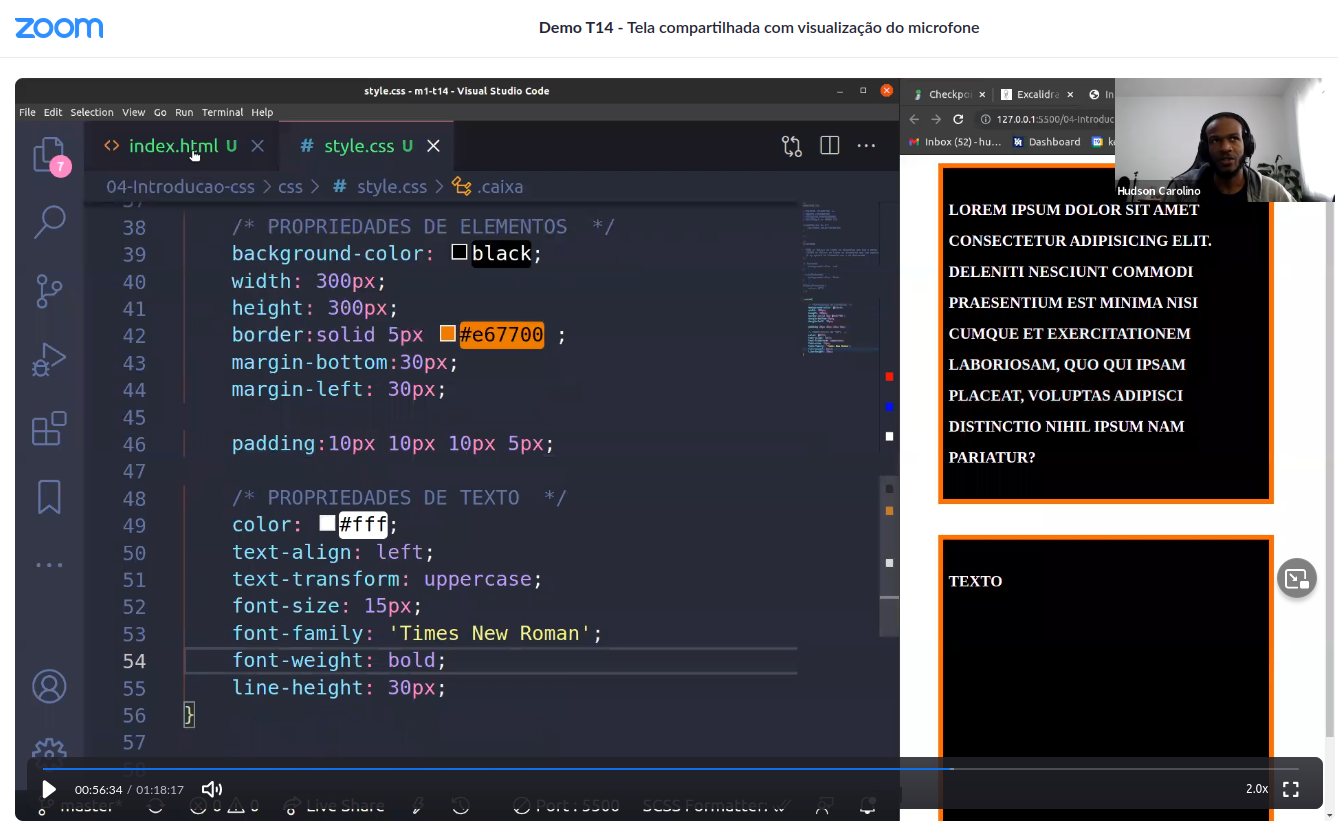 zoom
Demo T14 - Tela compartilhada com visualização do microfone
style.css - m1-t14 - Visual Studio Code
File Edit Selection View Go Run Terminal Help
index.html U
# style.css U
7
04-Introducao-css > css > # style.css > .caixa
38 /* PROPRIEDADES DE ELEMENTOS */
39 background-color: black;
40 width: 300px;
41 height: 300px;
42 border:solid 5px #e67700 ;
43 margin-bottom:30px;
44 margin-left: 30px;
45
46 padding:10px 10px 10px 5px;
47
48 /* PROPRIEDADES DE TEXTO */
49 color: #fff;
50 text-align: left;
51 text-transform: uppercase;
52 font-size: 15px;
53 font-family: 'Times New Roman';
54 font-weight: bold;
55 line-height: 30px;
56 }
57
58
master* 0 0 Live Share Port : 5500 SCSS Formatter:
00:56:34 / 01:18:17
2.0x
Checkpo
Excalidra
In
127.0.0.1:5500/04-Introduc
Inbox (52) - hu...
Dashboard
Hudson Carolino
LOREM IPSUM DOLOR SIT AMET
CONSECTETUR ADIPISICING ELIT.
DELENITI NESCIUNT COMMODI
PRAESENTIUM EST MINIMA NISI
CUMQUE ET EXERCITATIONEM
LABORIOSAM, QUO QUI IPSAM
PLACEAT, VOLUPTAS ADIPISCI
DISTINCTIO NIHIL IPSUM NAM
PARIATUR?
TEXTO